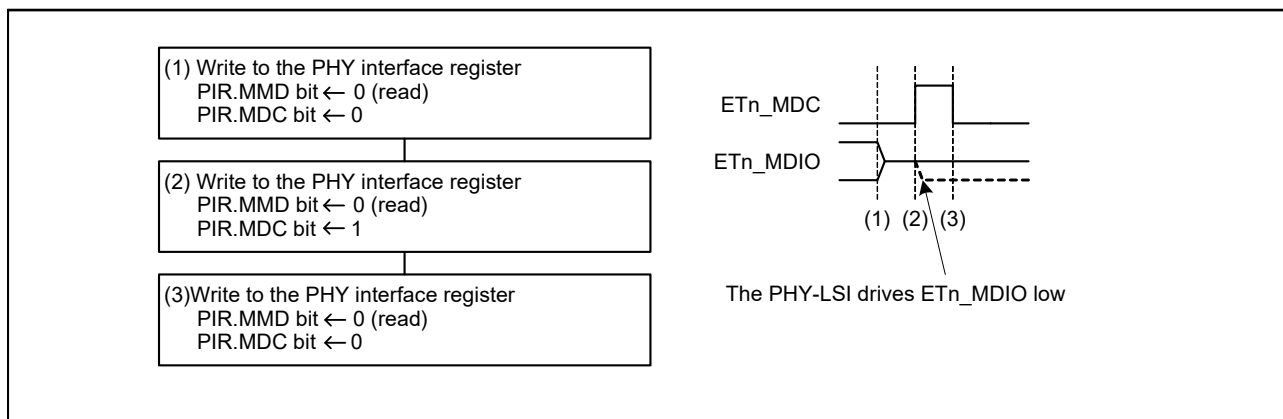 (1) Write to the PHY interface register
PIR.MMD bit ← 0 (read)
PIR.MDC bit ← 0
(2) Write to the PHY interface register
PIR.MMD bit ← 0 (read)
PIR.MDC bit ← 1
(3)Write to the PHY interface register
PIR.MMD bit ← 0 (read)
PIR.MDC bit ← 0
ETn_MDC
ETn_MDIO
(1) (2) (3)
The PHY-LSI drives ETn_MDIO low